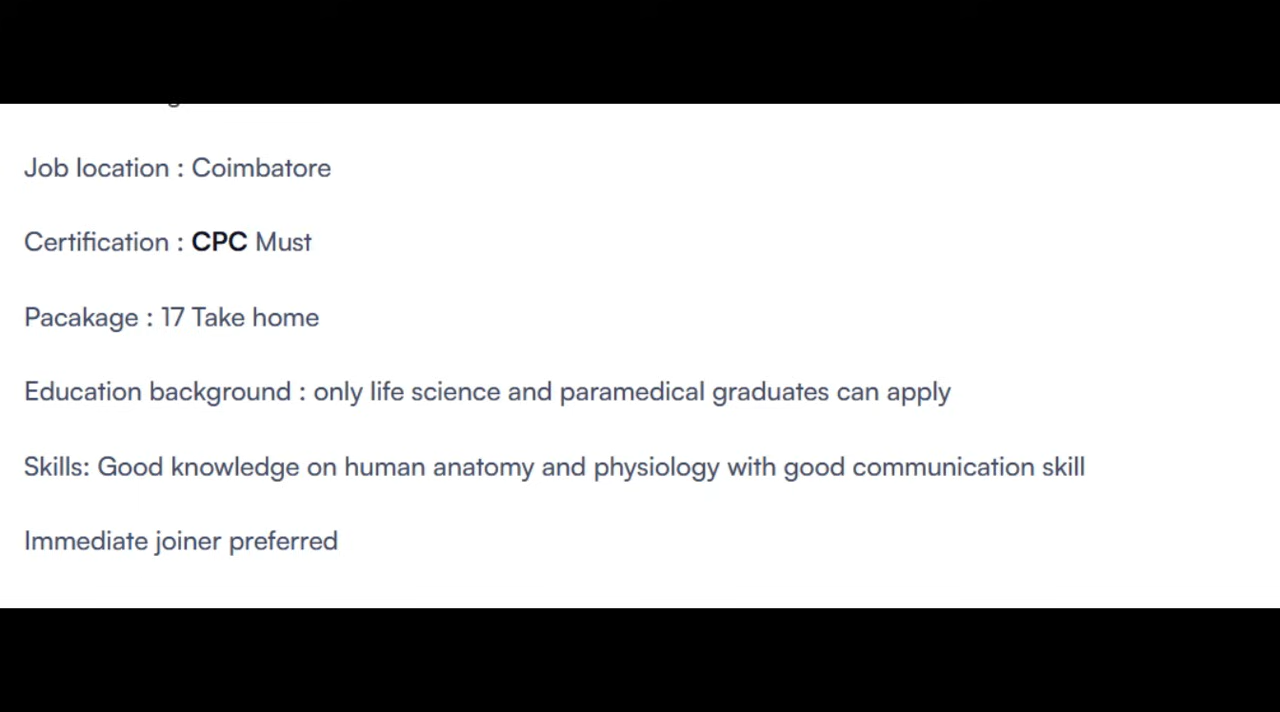 Job location : Coimbatore
Certification : CPC Must
Pacakage : 17 Take home
Education background : only life science and paramedical graduates can apply
Skills: Good knowledge on human anatomy and physiology with good communication skill
Immediate joiner preferred